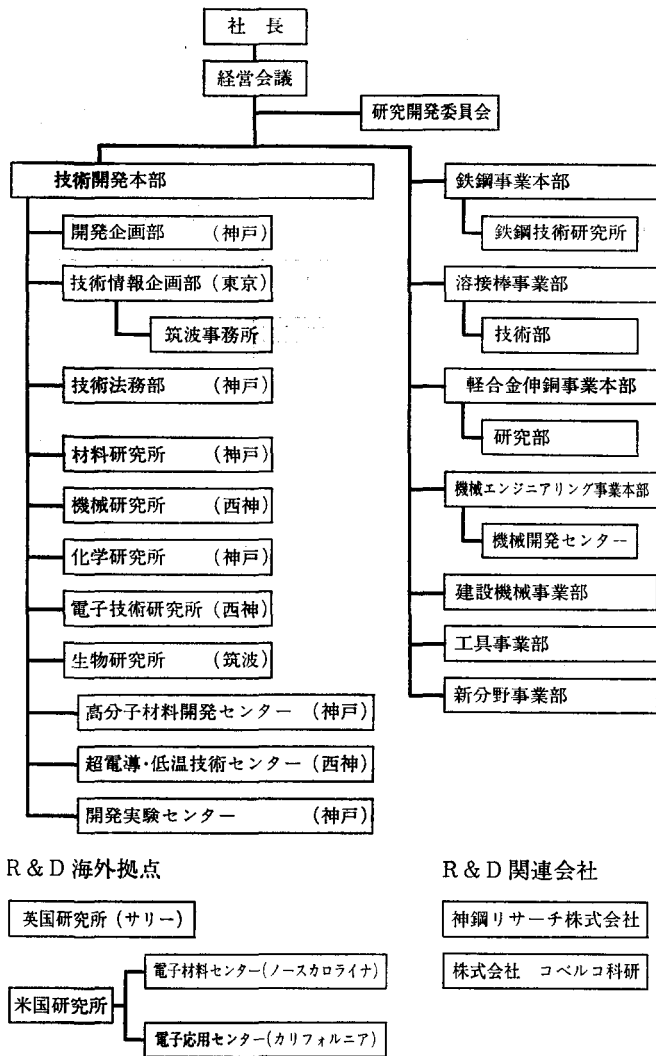 社 長
経営会議
研究開発委員会
技術開発本部
開発企画部 (神戸)
技術情報企画部 (東京)
筑波事務所
技術法務部 (神戸)
材料研究所 (神戸)
機械研究所 (西神)
化学研究所 (神戸)
電子技術研究所 (西神)
生物研究所 (筑波)
高分子材料開発センター (神戸)
超電導・低温技術センター (西神)
開発実験センター (神戸)
鉄鋼事業本部
鉄鋼技術研究所
溶接棒事業部
技術部
軽合金伸銅事業本部
研究部
機械エンジニアリング事業本部
機械開発センター
建設機械事業部
工具事業部
新分野事業部
R & D 海外拠点
英国研究所 (サリー)
米国研究所
電子材料センター(ノースカロライナ)
電子応用センター(カリフォルニア)
R & D 関連会社
神鋼リサーチ株式会社
株式会社 コベルコ科研